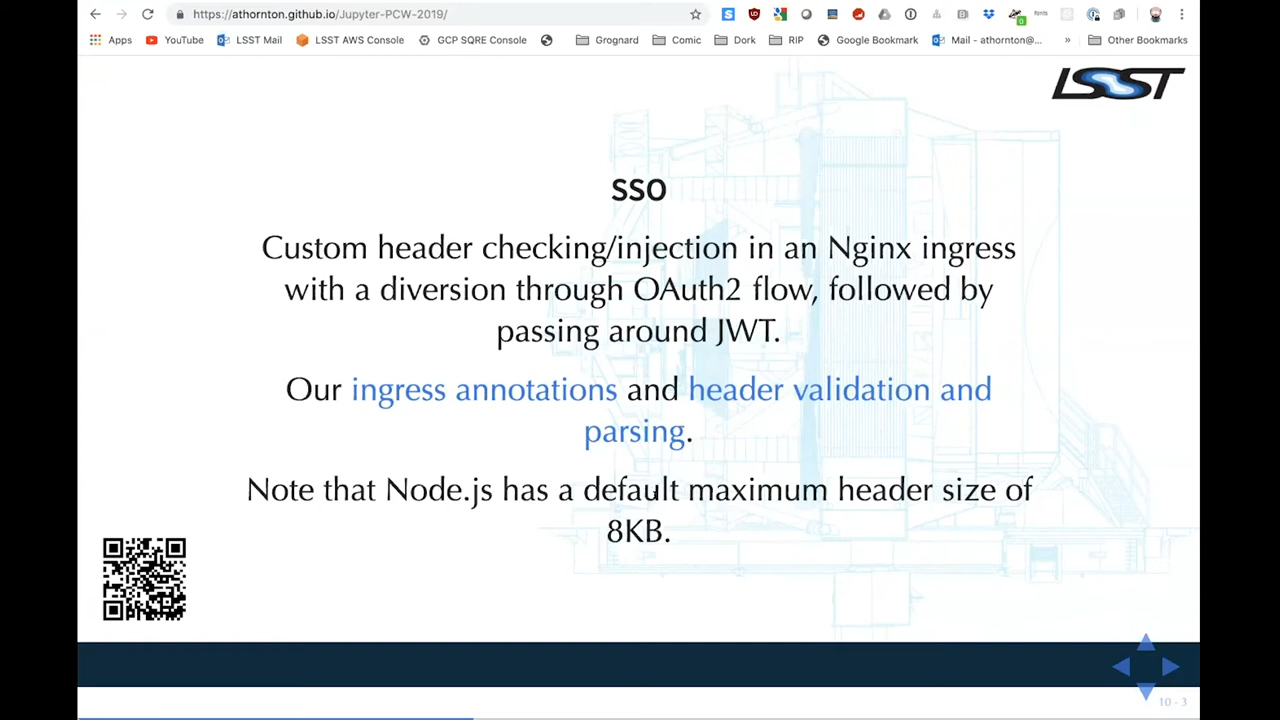 https://athornton.github.io/Jupyter-PCW-2019/
Apps YouTube LSST Mail LSST AWS Console GCP SQRE Console Grognard Comic Dork RIP Google Bookmark Mail - athornton@... » Other Bookmarks
LSST
SSO
Custom header checking/injection in an Nginx ingress
with a diversion through OAuth2 flow, followed by
passing around JWT.
Our ingress annotations and header validation and
parsing.
Note that Node.js has a default maximum header size of
8KB.
10 - 3